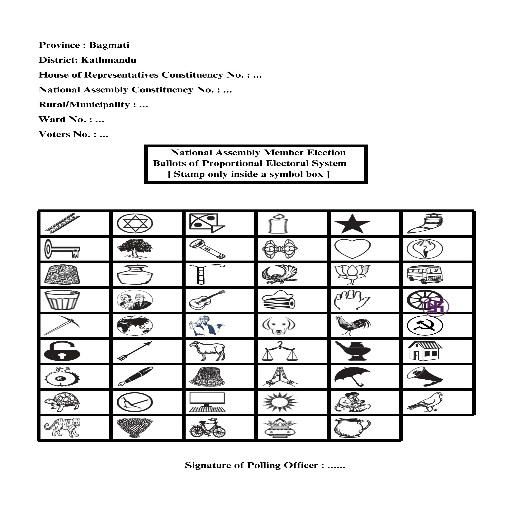 Province : Bagmati
District: Kathmandu
House of Representatives Constituency No. : ...
National Assembly Constituency No. : ...
Rural/Municipality : ...
Ward No. : ...
Voters No. : ...
National Assembly Member Election
Ballots of Proportional Electoral System
[ Stamp only inside a symbol box ]
Signature of Polling Officer : ......